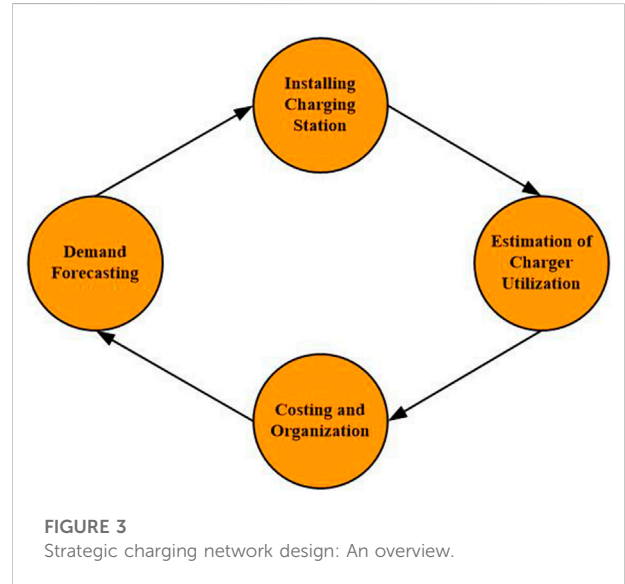 Installing
Charging
Station
Demand
Forecasting
Estimation of
Charger
Utilization
Costing and
Organization
FIGURE 3
Strategic charging network design: An overview.